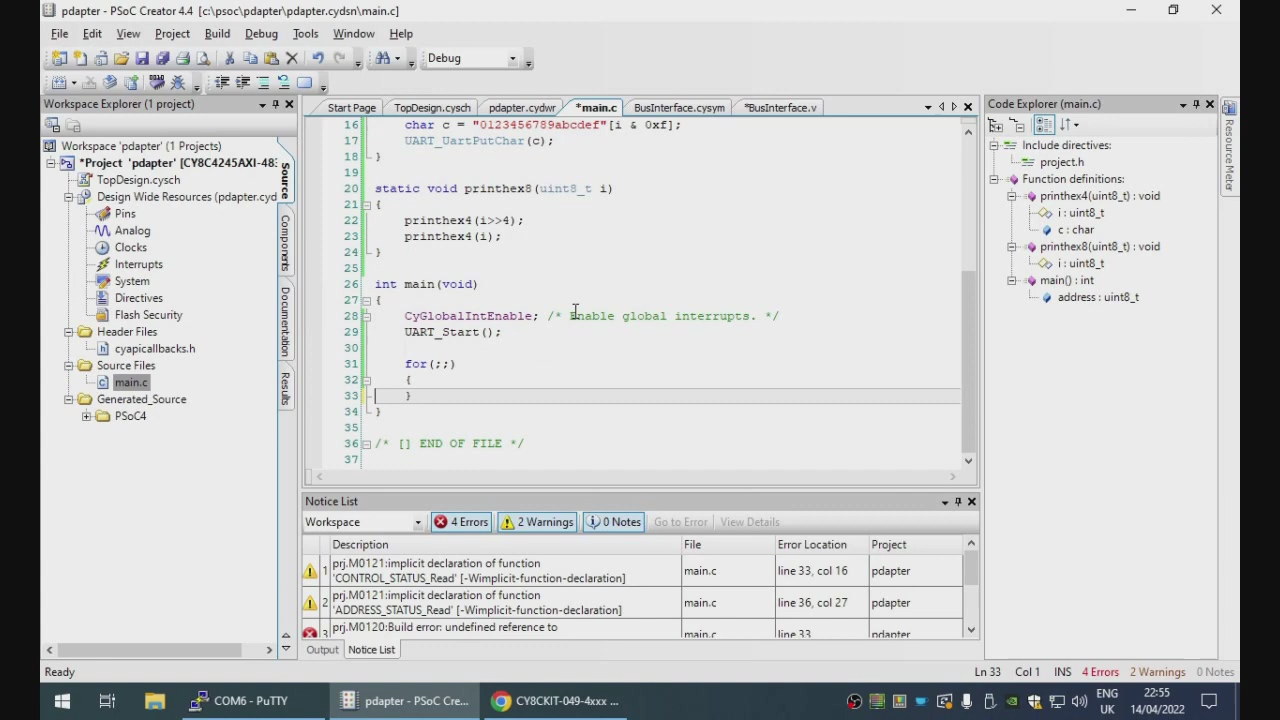 pdapter - PSoC Creator 4.4 [c:\psoc\pdapter\pdapter.cydsn\main.c]
File Edit View Project Build Debug Tools Window Help
Debug
Workspace Explorer (1 project)
Workspace 'pdapter' (1 Projects)
*Project 'pdapter' [CY8C4245AXI-48
TopDesign.cysch
Design Wide Resources (pdapter.cyd
Pins
Analog
Clocks
Interrupts
System
Directives
Flash Security
Header Files
cyapicallbacks.h
Source Files
main.c
Generated_Source
PSoC4
Source
Components
Documentation
Results
Start Page TopDesign.cysch pdapter.cydwr *main.c BusInterface.cysym *BusInterface.v
16 char c = "0123456789abcdef"[i & 0xf];
17 UART_UartPutChar(c);
18 }
19
20 static void printhex8(uint8_t i)
21 {
22 printhex4(i>>4);
23 printhex4(i);
24 }
25
26 int main(void)
27 {
28 CyGlobalIntEnable; /* Enable global interrupts. */
29 UART_Start();
30
31 for(;;)
32 {
33 }
34 }
35
36 /* [] END OF FILE */
37
Code Explorer (main.c)
Include directives:
project.h
Function definitions:
printhex4(uint8_t) : void
i : uint8_t
c : char
printhex8(uint8_t) : void
i : uint8_t
main() : int
address : uint8_t
Resource Meter
Notice List
Workspace 4 Errors 2 Warnings 0 Notes Go to Error View Details
Description File Error Location Project
1 prj.M0121:implicit declaration of function 'CONTROL_STATUS_Read' [-Wimplicit-function-declaration] main.c line 33, col 16 pdapter
2 prj.M0121:implicit declaration of function 'ADDRESS_STATUS_Read' [-Wimplicit-function-declaration] main.c line 36, col 27 pdapter
3 prj.M0120:Build error: undefined reference to main.c line 33 pdapter
Output Notice List
Ready Ln 33 Col 1 INS 4 Errors 2 Warnings 0 Notes
COM6 - PuTTY pdapter - PSoC Cre... CY8CKIT-049-4xxx ... ENG UK 22:55 14/04/2022